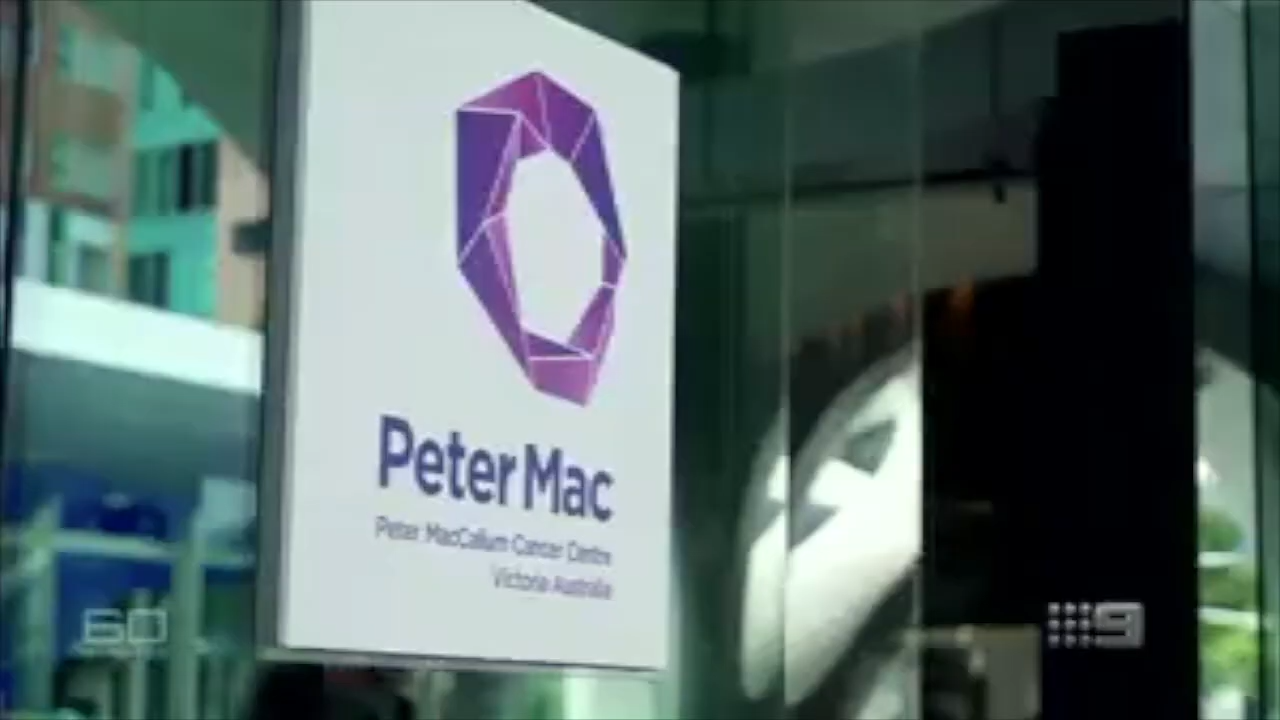 Peter Mac
Peter MacCallum Cancer Centre
Victoria Australia
60
9